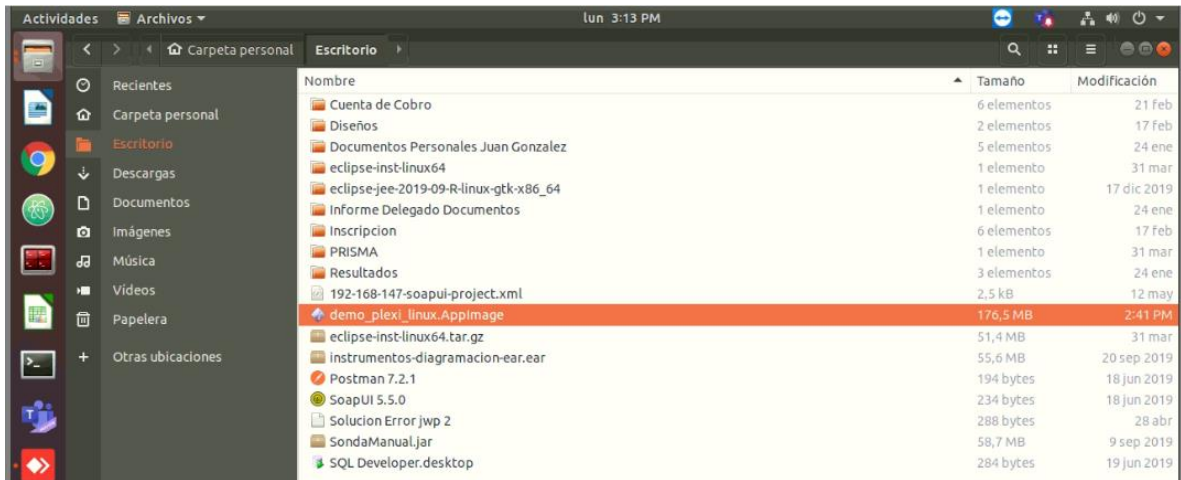 Actividades Archivos lun 3:13 PM
Carpeta personal Escritorio
Recientes
Carpeta personal
Escritorio
Descargas
Documentos
Imágenes
Música
Vídeos
Papelera
Otras ubicaciones
Nombre Tamaño Modificación
Cuenta de Cobro 6 elementos 21 feb
Diseños 2 elementos 17 feb
Documentos Personales Juan Gonzalez 5 elementos 24 ene
eclipse-inst-linux64 1 elemento 31 mar
eclipse-jee-2019-09-R-linux-gtk-x86_64 1 elemento 17 dic 2019
Informe Delegado Documentos 1 elemento 24 ene
Inscripcion 6 elementos 17 feb
PRISMA 1 elemento 31 mar
Resultados 3 elementos 24 ene
192-168-147-soapui-project.xml 2,5 kB 12 may
demo_plexi_linux.AppImage 176,5 MB 2:41 PM
eclipse-inst-linux64.tar.gz 51,4 MB 31 mar
instrumentos-diagramacion-ear.ear 55,6 MB 20 sep 2019
Postman 7.2.1 194 bytes 18 jun 2019
SoapUI 5.5.0 234 bytes 18 jun 2019
Solucion Error jwp 2 288 bytes 28 abr
SondaManual.jar 58,7 MB 9 sep 2019
SQL Developer.desktop 284 bytes 19 jun 2019